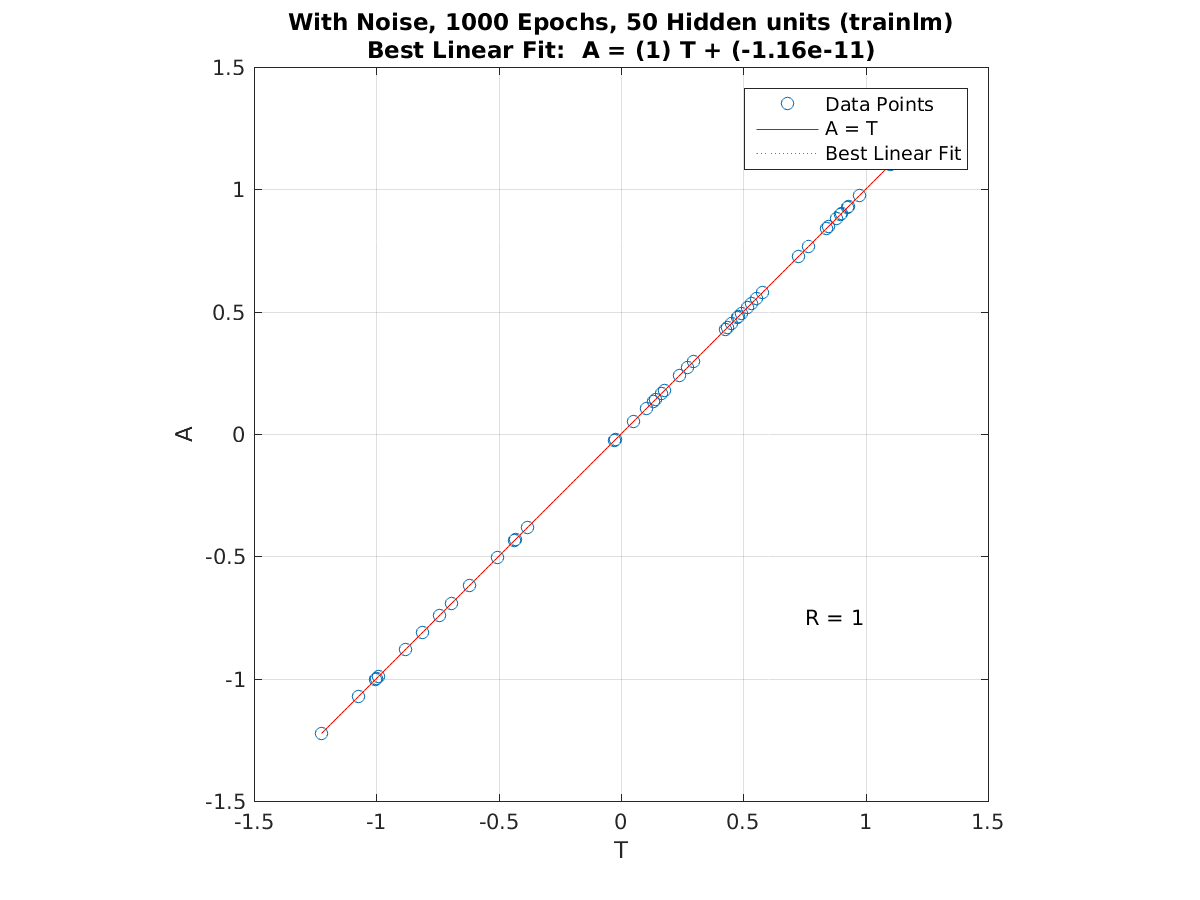 With Noise, 1000 Epochs, 50 Hidden units (trainlm)
Best Linear Fit:  A = (1) T + (-1.16e-11)
1.5
1
0.5
0
-0.5
-1
-1.5
A
Data Points
A = T
Best Linear Fit
R = 1
-1.5
-1
-0.5
0
0.5
1
1.5
T